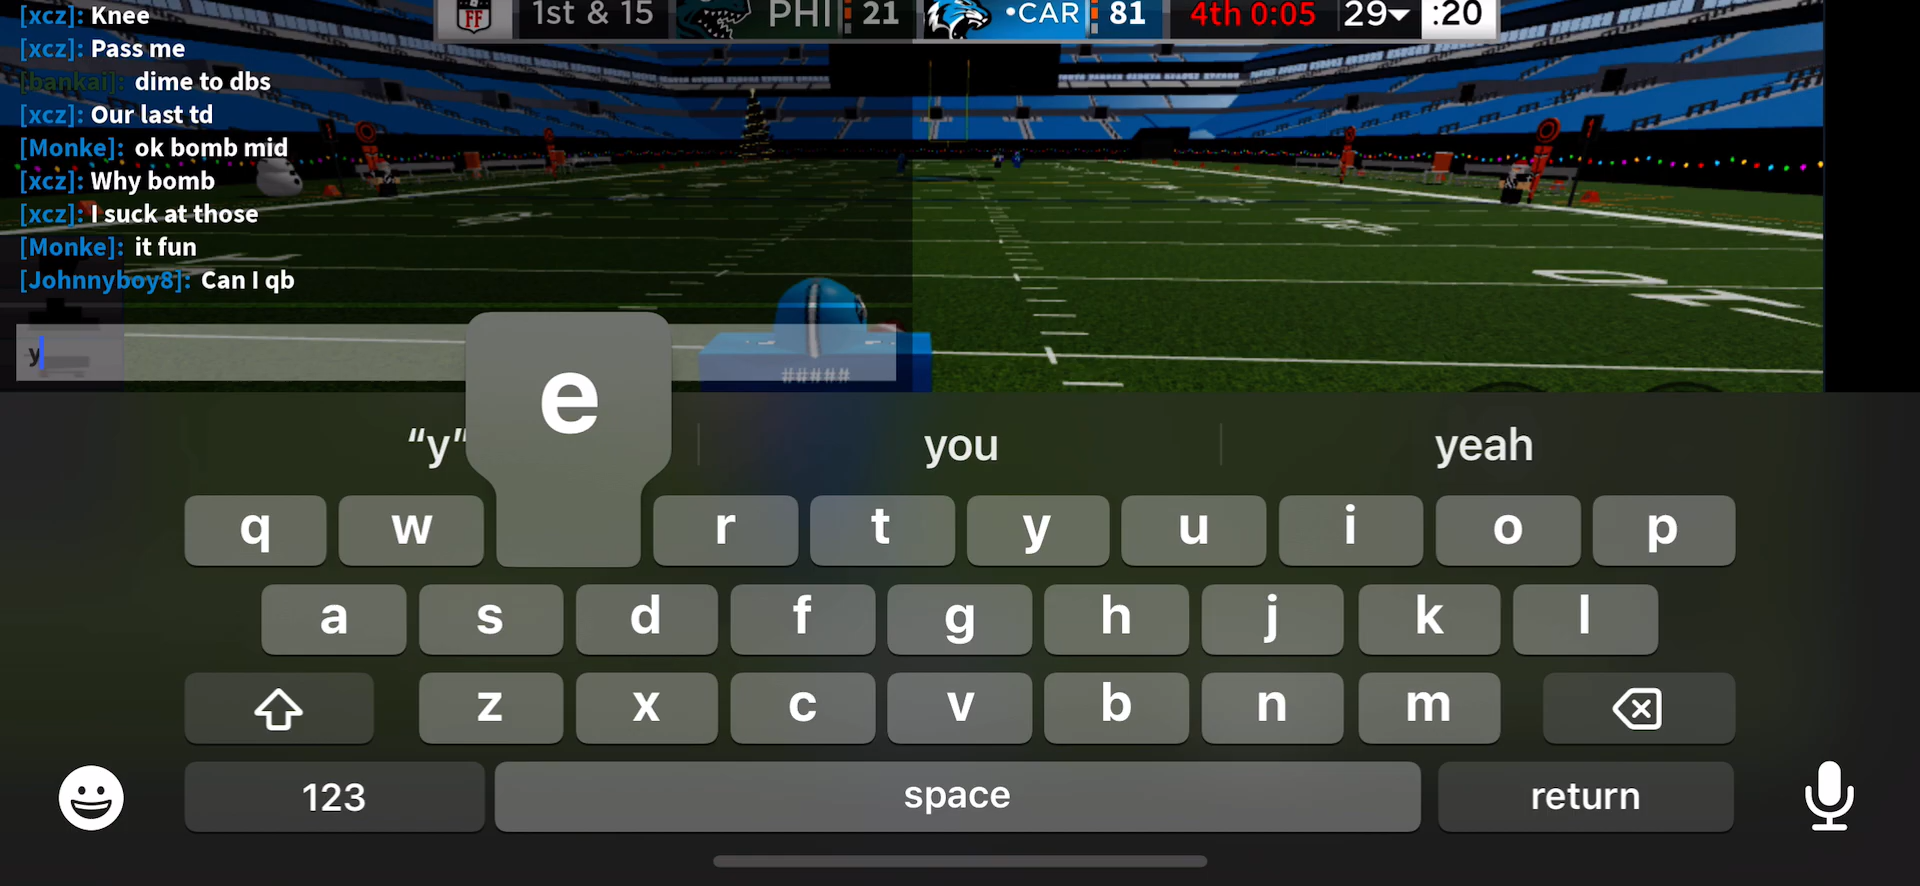 [xcz]: Knee
FF 1st & 15 PHI 21 •CAR 81 4th 0:05 29 :20
[xcz]: Pass me
[bankai]: dime to dbs
[xcz]: Our last td
[Monke]: ok bomb mid
[xcz]: Why bomb
[xcz]: I suck at those
[Monke]: it fun
[Johnnyboy8]: Can I qb
y
#####
e
“y” you yeah
q w r t y u i o p
a s d f g h j k l
z x c v b n m
123 space return